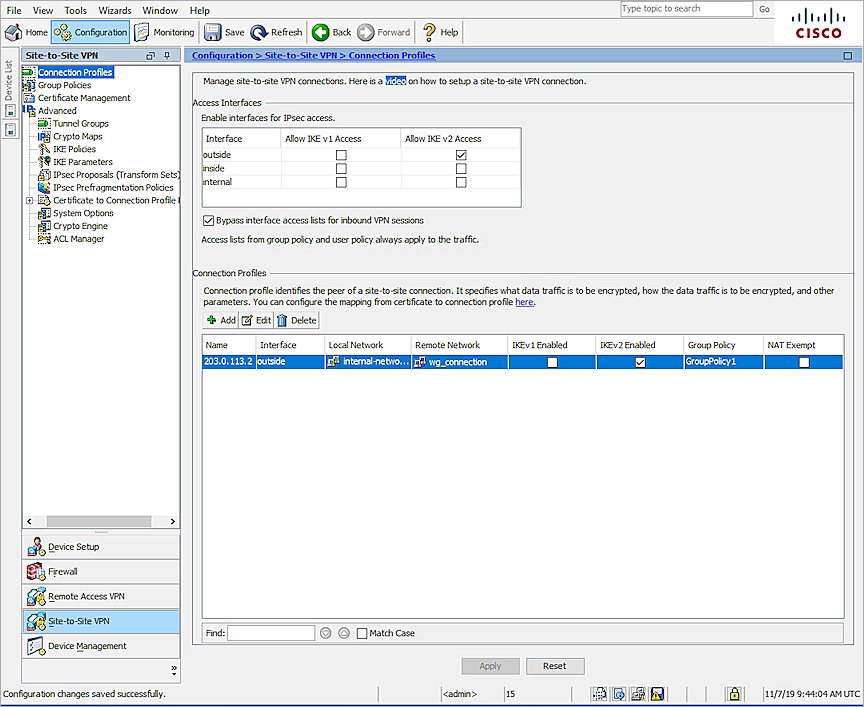 File View Tools Wizards Window Help
Type topic to search Go
CISCO
Home Configuration Monitoring Save Refresh Back Forward Help
Device List
Site-to-Site VPN
Connection Profiles
Group Policies
Certificate Management
Advanced
Tunnel Groups
Crypto Maps
IKE Policies
IKE Parameters
IPsec Proposals (Transform Sets)
IPsec Prefragmentation Policies
Certificate to Connection Profile
System Options
Crypto Engine
ACL Manager
Device Setup
Firewall
Remote Access VPN
Site-to-Site VPN
Device Management
Configuration > Site-to-Site VPN > Connection Profiles
Manage site-to-site VPN connections. Here is a video on how to setup a site-to-site VPN connection.
Access Interfaces
Enable interfaces for IPsec access.
Interface Allow IKE v1 Access Allow IKE v2 Access
outside
inside
internal
Bypass interface access lists for inbound VPN sessions
Access lists from group policy and user policy always apply to the traffic.
Connection Profiles
Connection profile identifies the peer of a site-to-site connection. It specifies what data traffic is to be encrypted, how the data traffic is to be encrypted, and other
parameters. You can configure the mapping from certificate to connection profile here.
Add Edit Delete
Name Interface Local Network Remote Network IKEv1 Enabled IKEv2 Enabled Group Policy NAT Exempt
203.0.113.2 outside internal-netwo... wg_connection GroupPolicy1
Find: Match Case
Apply Reset
Configuration changes saved successfully. <admin> 15 11/7/19 9:44:04 AM UTC